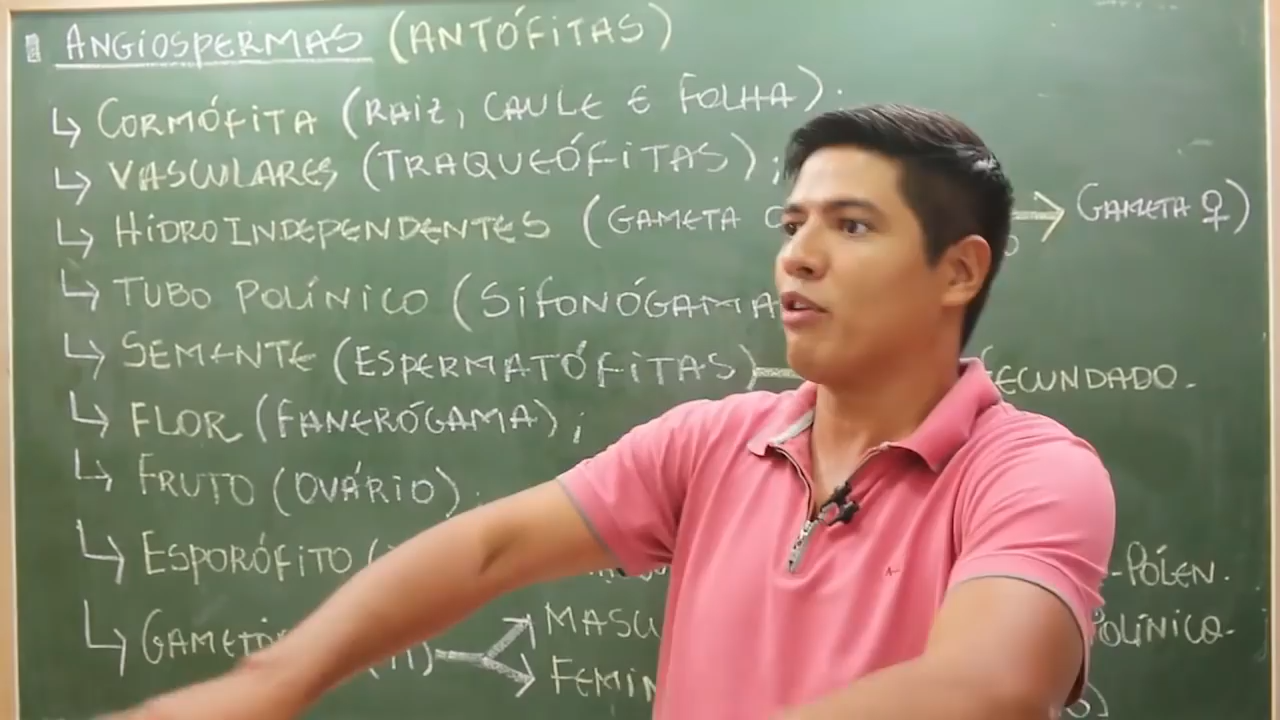 ANGIOSPERMAS (ANTÓFITAS)
↳ CORMÓFITA (RAIZ, CAULE E FOLHA).
↳ VASCULARES (TRAQUEÓFITAS);
↳ HIDROINDEPENDENTES (GAMETA → GAMETA ♀)
↳ TUBO POLÍNICO (SIFONÓGAMA
↳ SEMENTE (ESPERMATÓFITAS) FECUNDADO.
↳ FLOR (FANERÓGAMA);
↳ FRUTO (OVÁRIO).
↳ ESPORÓFITO ( -PÓLEN.
MASCU POLÍNICO.
↳ FEMIN